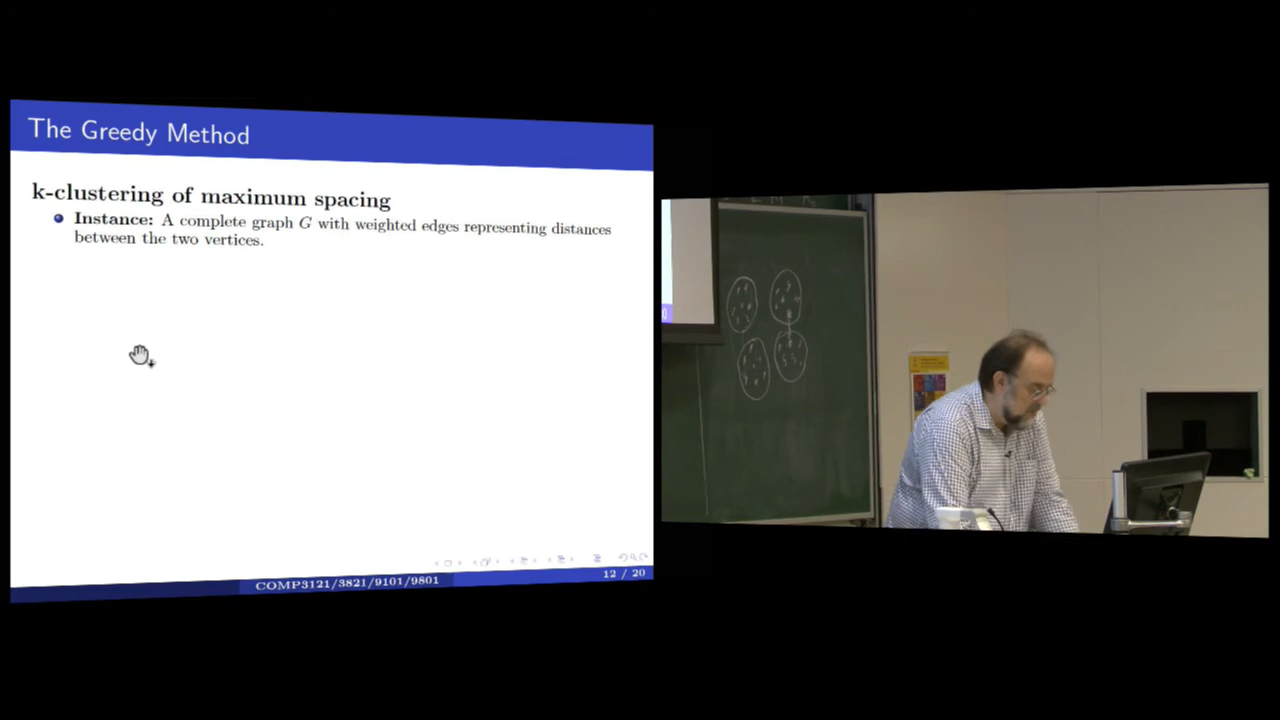 The Greedy Method
k-clustering of maximum spacing
Instance: A complete graph G with weighted edges representing distances
between the two vertices.
COMP3121/3821/9101/9801
12 / 20